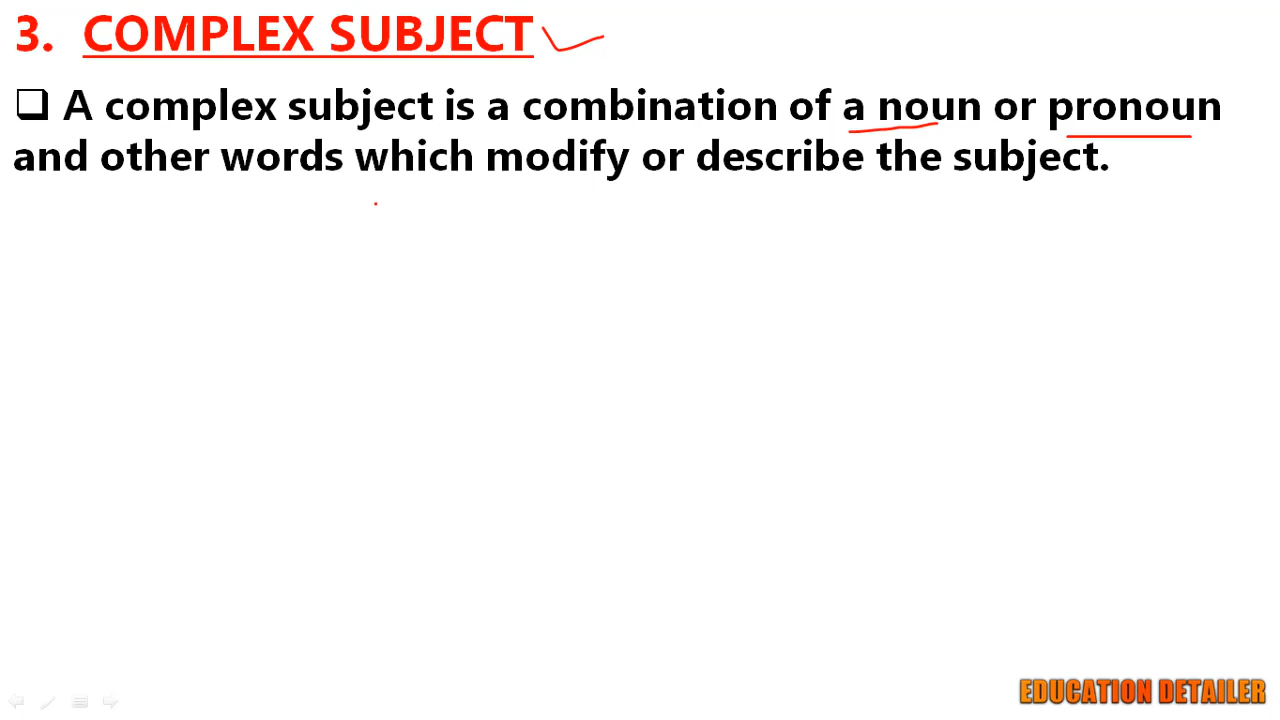 3. COMPLEX SUBJECT
❑ A complex subject is a combination of a noun or pronoun
and other words which modify or describe the subject.
EDUCATION DETAILER